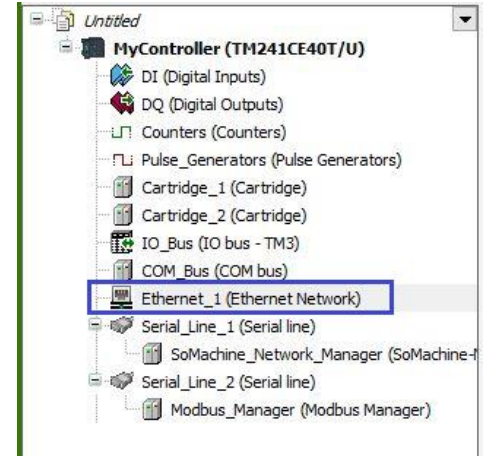 Untitled
MyController (TM241CE40T/U)
DI (Digital Inputs)
DQ (Digital Outputs)
Counters (Counters)
Pulse_Generators (Pulse Generators)
Cartridge_1 (Cartridge)
Cartridge_2 (Cartridge)
IO_Bus (IO bus - TM3)
COM_Bus (COM bus)
Ethernet_1 (Ethernet Network)
Serial_Line_1 (Serial line)
SoMachine_Network_Manager (SoMachine-
Serial_Line_2 (Serial line)
Modbus_Manager (Modbus Manager)